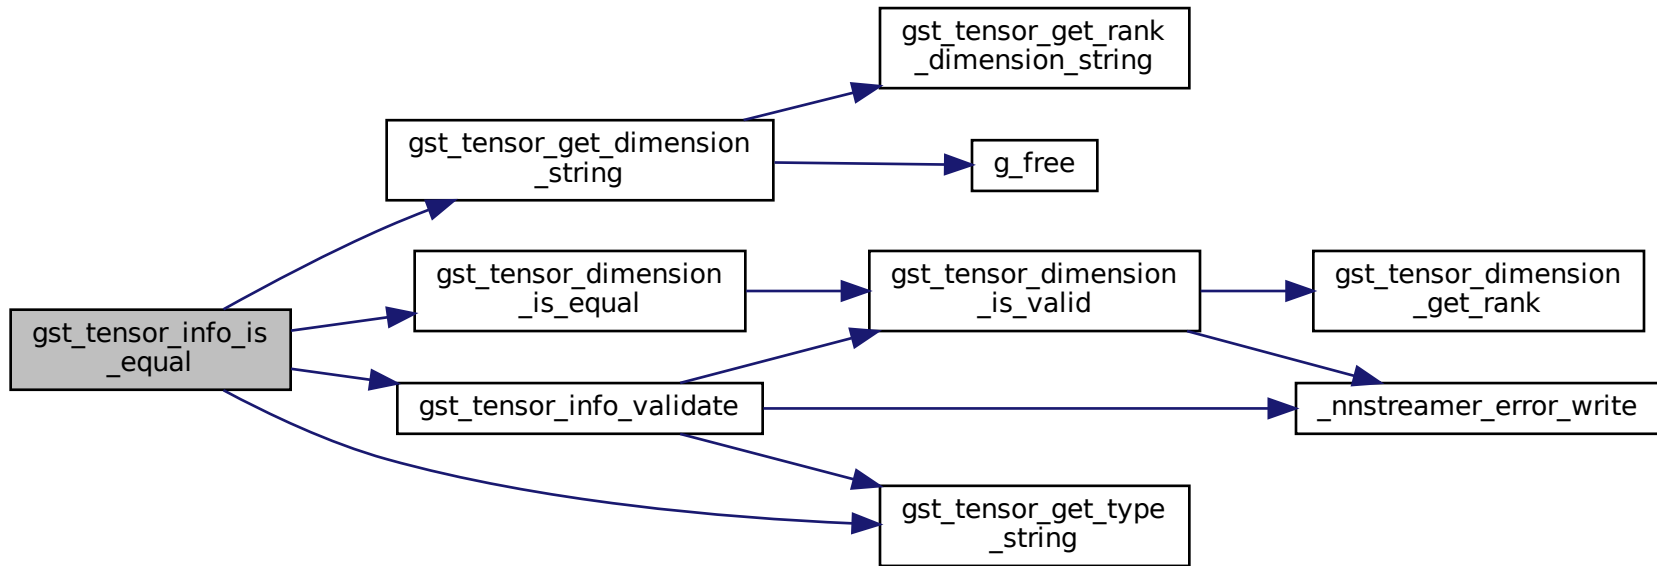 gst_tensor_info_is
_equal
gst_tensor_get_dimension
_string
gst_tensor_dimension
_is_equal
gst_tensor_info_validate
gst_tensor_get_rank
_dimension_string
g_free
gst_tensor_dimension
_is_valid
gst_tensor_get_type
_string
gst_tensor_dimension
_get_rank
_nnstreamer_error_write